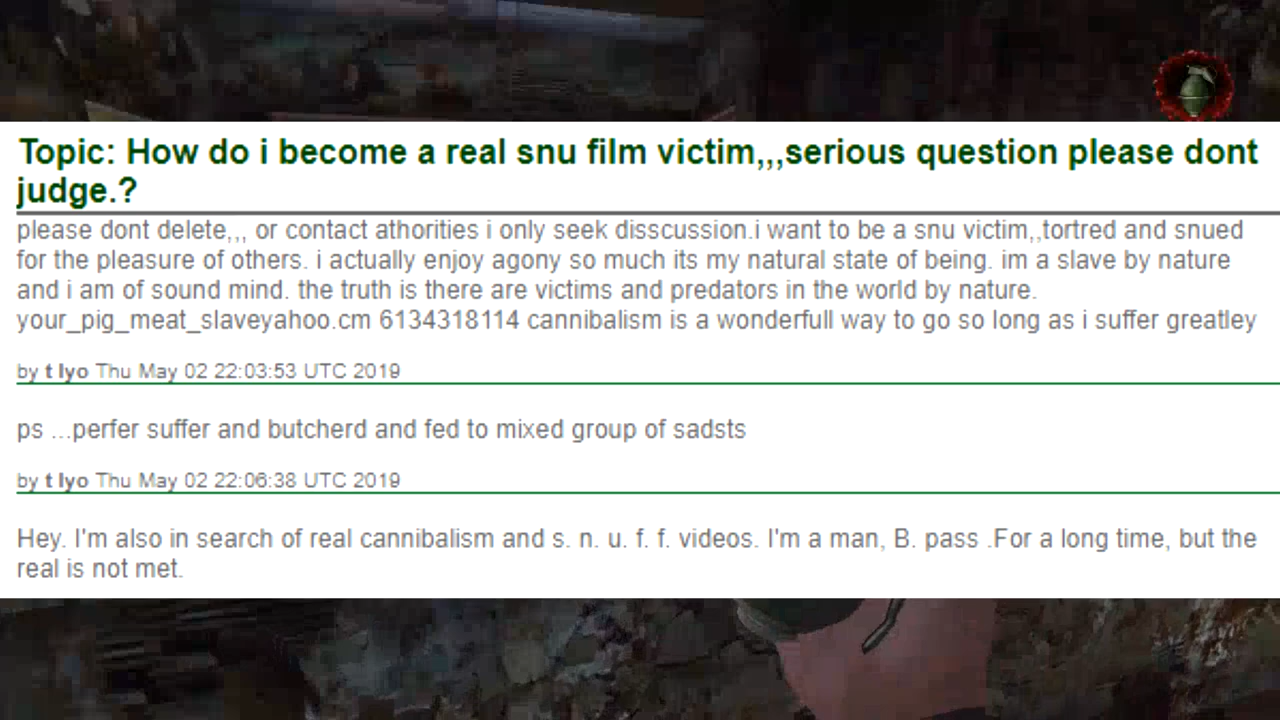 Topic: How do i become a real snu film victim,,,serious question please dont
judge.?
please dont delete,,, or contact athorities i only seek disscussion.i want to be a snu victim,,tortred and snued
for the pleasure of others. i actually enjoy agony so much its my natural state of being. im a slave by nature
and i am of sound mind. the truth is there are victims and predators in the world by nature.
your_pig_meat_slaveyahoo.cm 6134318114 cannibalism is a wonderfull way to go so long as i suffer greatley
by t lyo Thu May 02 22:03:53 UTC 2019
ps ...perfer suffer and butcherd and fed to mixed group of sadsts
by t lyo Thu May 02 22:06:38 UTC 2019
Hey. I'm also in search of real cannibalism and s. n. u. f. f. videos. I'm a man, B. pass .For a long time, but the
real is not met.